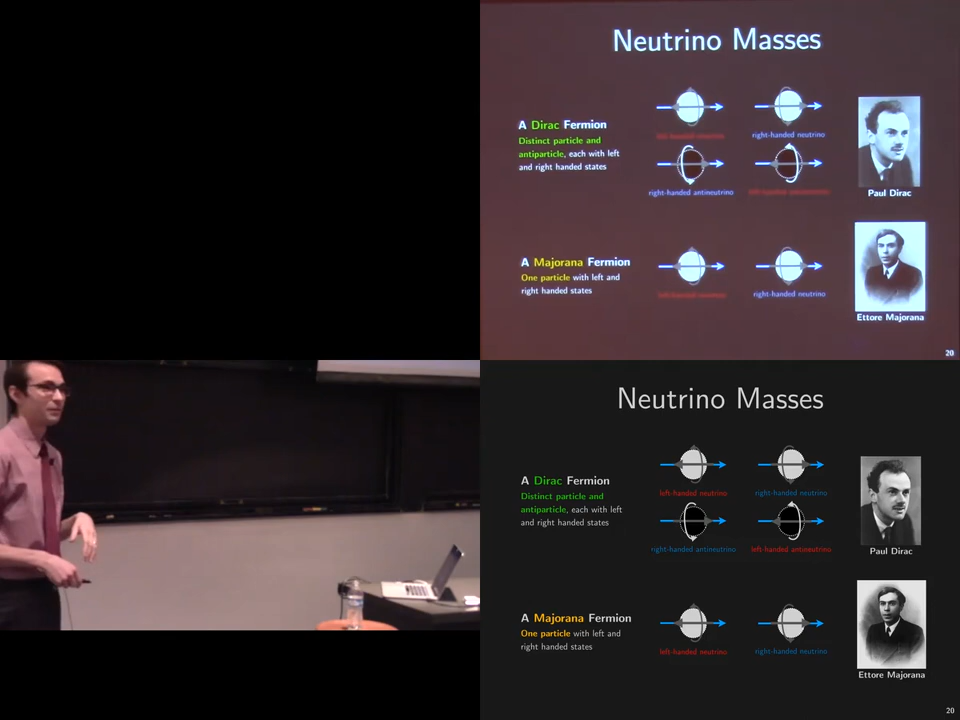 Neutrino Masses
A Dirac Fermion
Distinct particle and
antiparticle, each with left
and right handed states
right-handed neutrino
right-handed antineutrino
Paul Dirac
A Majorana Fermion
One particle with left and
right handed states
right-handed neutrino
Ettore Majorana
20
Neutrino Masses
A Dirac Fermion
Distinct particle and
antiparticle, each with left
and right handed states
left-handed neutrino
right-handed neutrino
right-handed antineutrino
left-handed antineutrino
Paul Dirac
A Majorana Fermion
One particle with left and
right handed states
left-handed neutrino
right-handed neutrino
Ettore Majorana
20